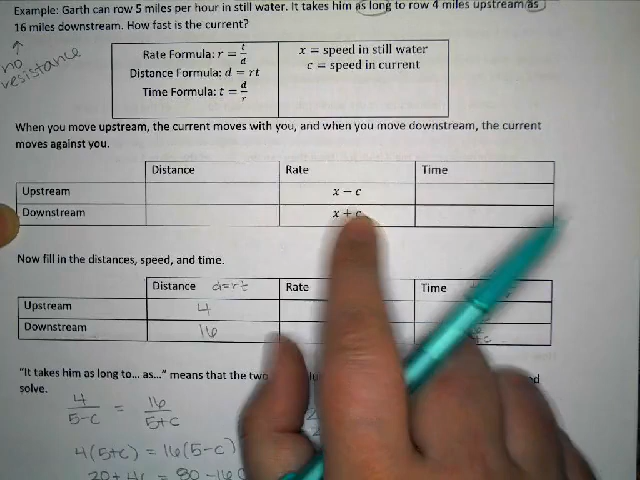 Example: Garth can row 5 miles per hour in still water. It takes him as long to row 4 miles upstream as
16 miles downstream. How fast is the current?
no
resistance
Rate Formula: r = t/d
Distance Formula: d = rt
Time Formula: t = d/r
x = speed in still water
c = speed in current
When you move upstream, the current moves with you, and when you move downstream, the current
moves against you.
Distance Rate Time
Upstream x − c
Downstream x + c
Now fill in the distances, speed, and time.
Distance d=rt Rate Time
Upstream 4
Downstream 16
"It takes him as long to... as..." means that the two
solve.
4/5-c = 16/5+c
4(5+c) = 16(5-c)
20+4c = 80-16c